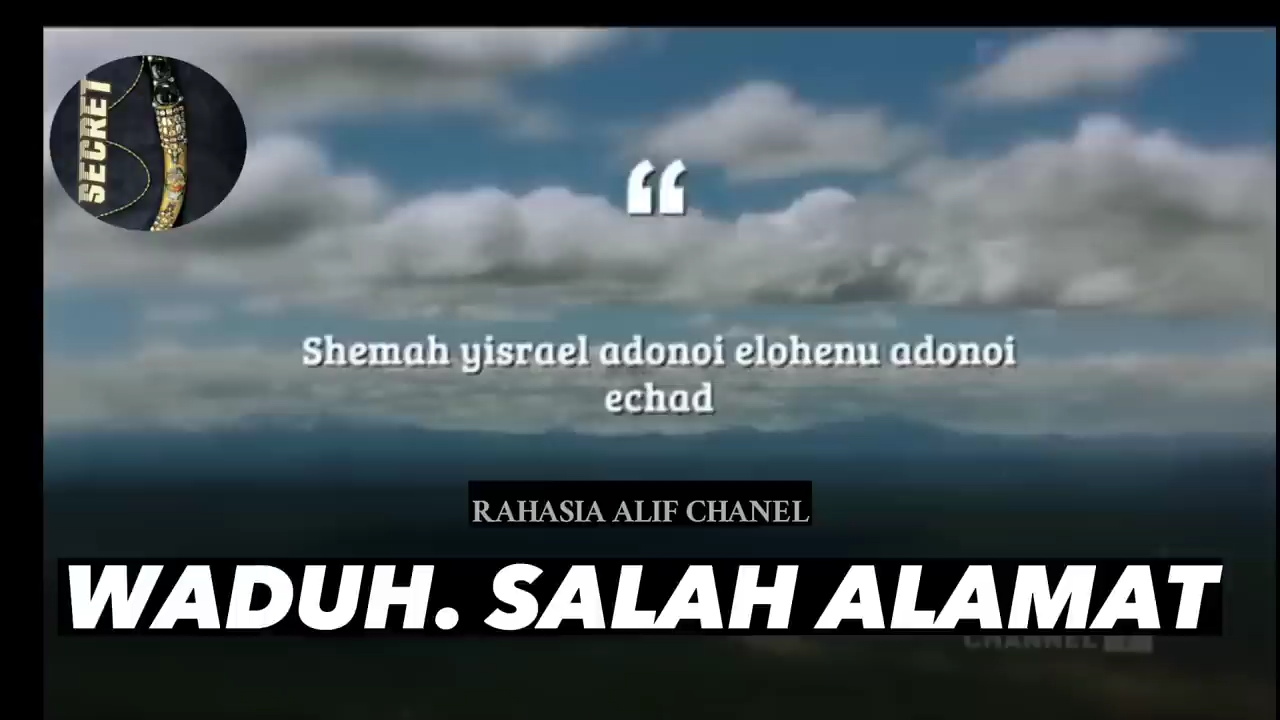 SECRET
“
Shemah yisrael adonoi elohenu adonoi
echad
RAHASIA ALIF CHANEL
WADUH. SALAH ALAMAT
CHANNEL